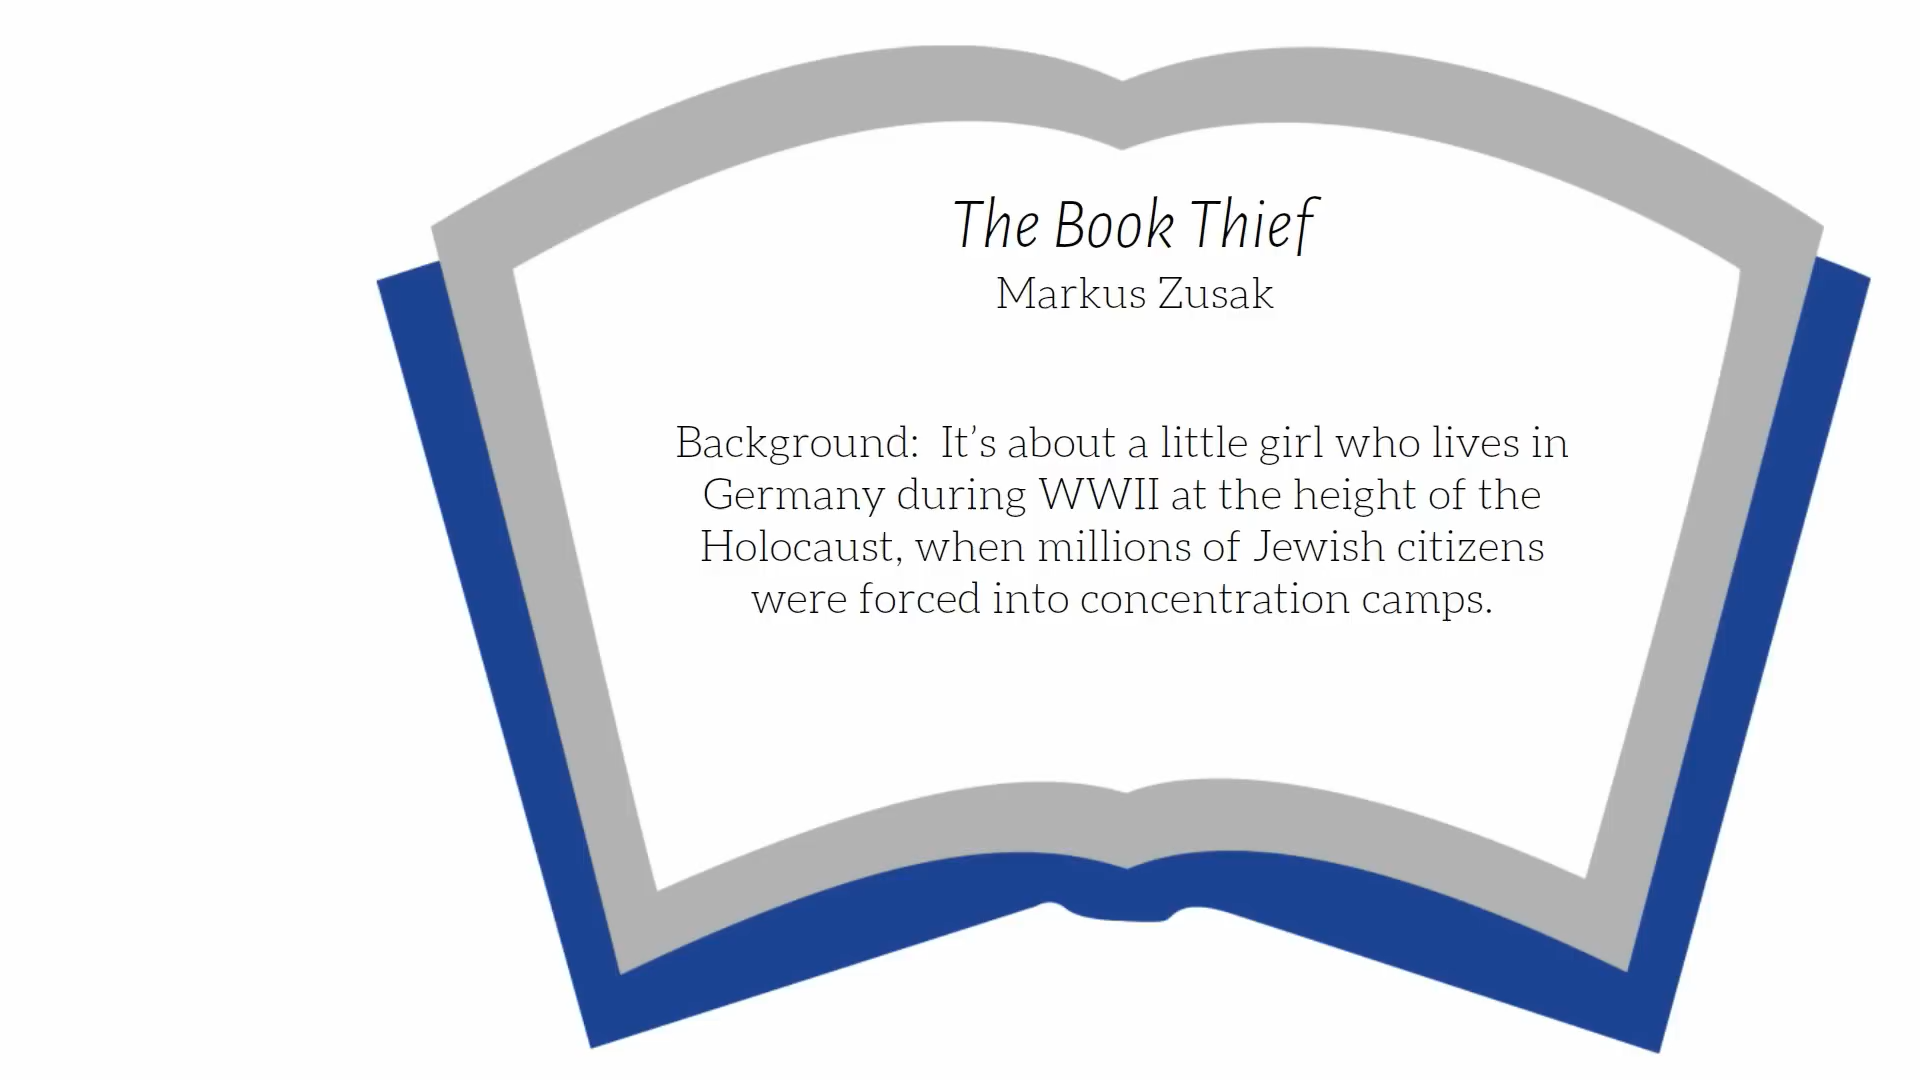 The Book Thief
Markus Zusak
Background:  It’s about a little girl who lives in
Germany during WWII at the height of the
Holocaust, when millions of Jewish citizens
were forced into concentration camps.